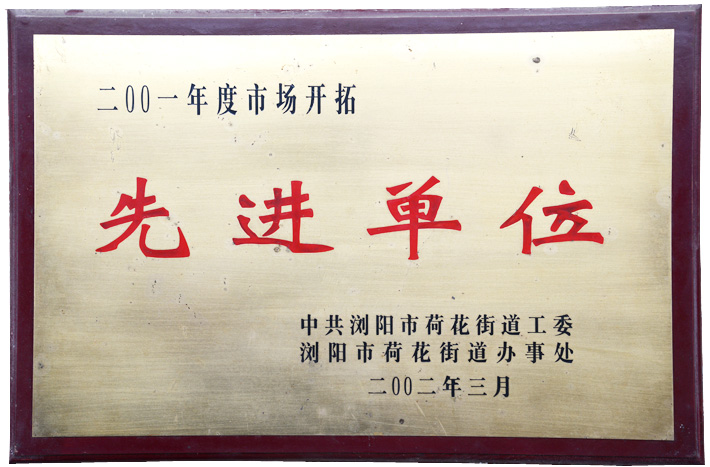 二00一年度市场开拓
先进单位
中共浏阳市荷花街道工委
浏阳市荷花街道办事处
二00二年三月